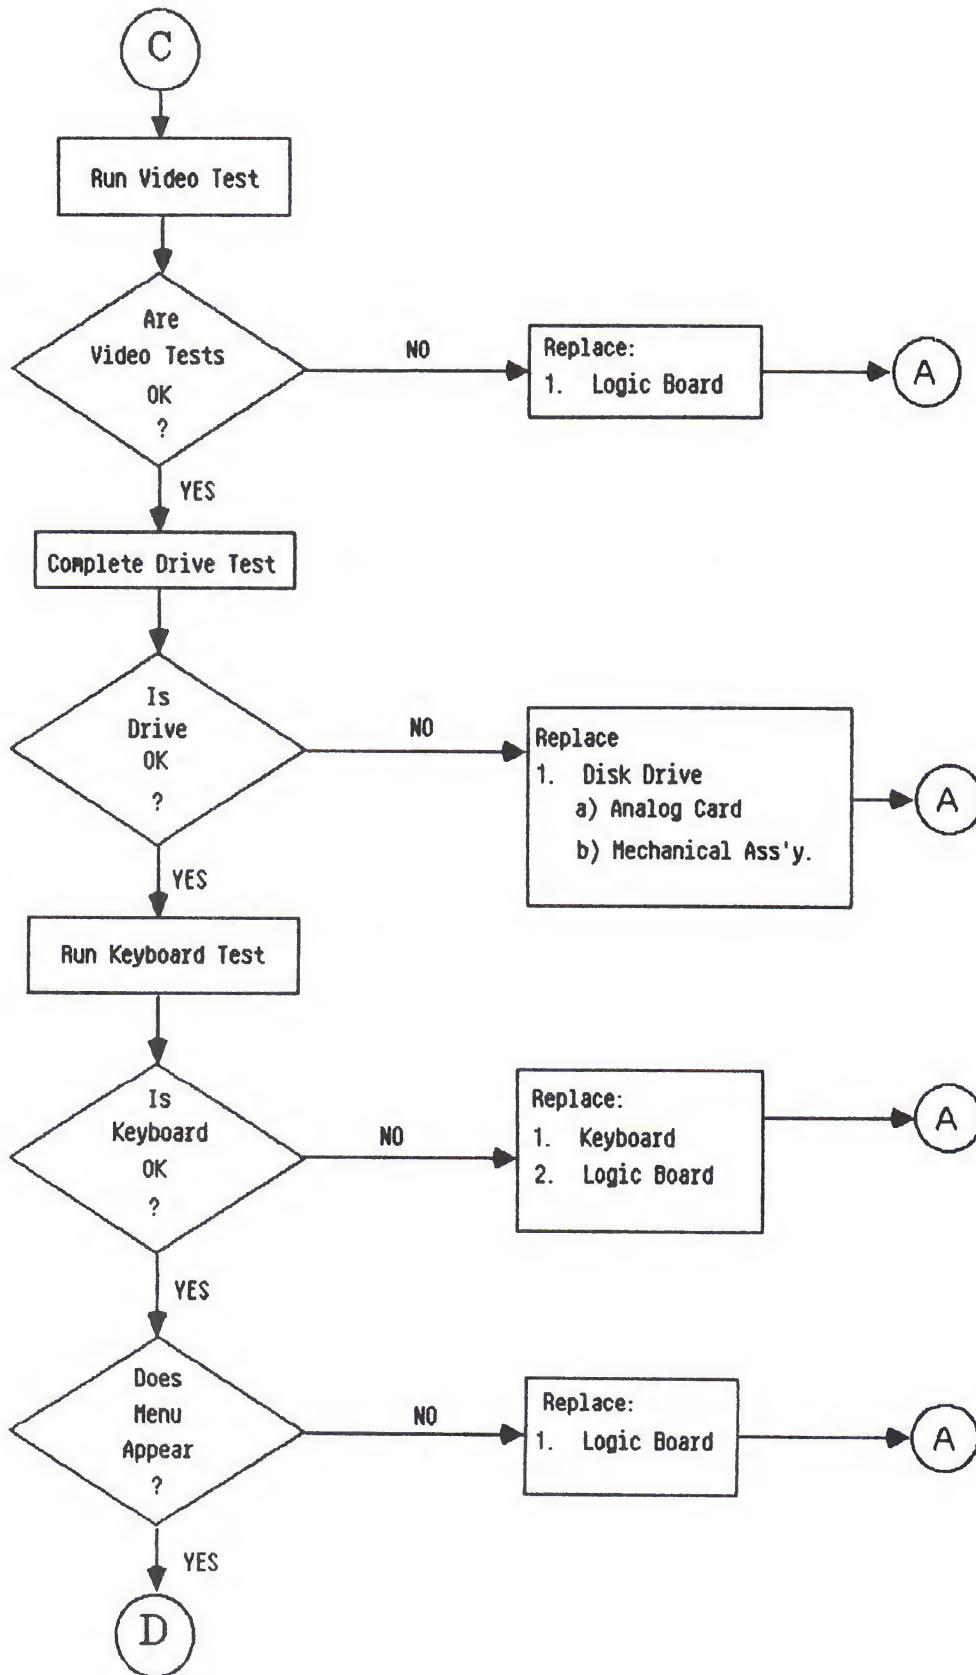 C
Run Video Test
Are
Video Tests
OK
?
NO
Replace:
1. Logic Board
A
YES
Complete Drive Test
Is
Drive
OK
?
NO
Replace
1. Disk Drive
a) Analog Card
b) Mechanical Ass'y.
A
YES
Run Keyboard Test
Is
Keyboard
OK
?
NO
Replace:
1. Keyboard
2. Logic Board
A
YES
Does
Menu
Appear
?
NO
Replace:
1. Logic Board
A
YES
D